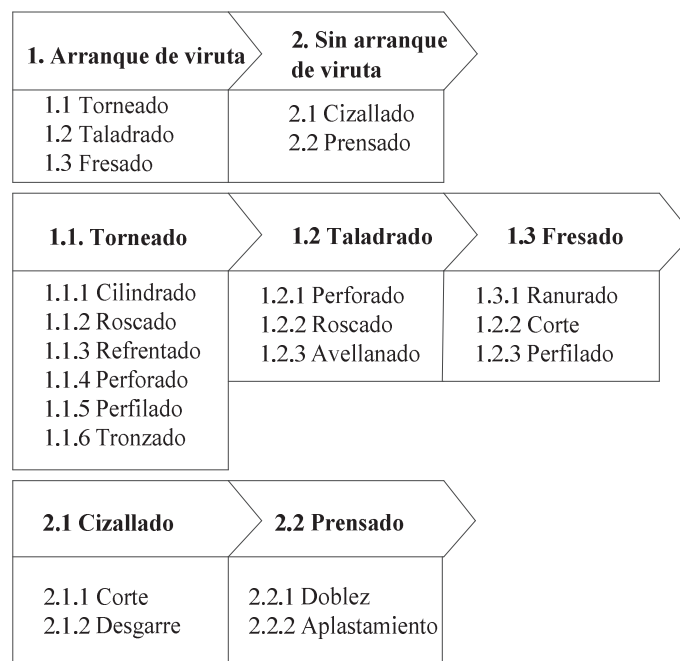 1. Arranque de viruta
2. Sin arranque
de viruta
1.1 Torneado
1.2 Taladrado
1.3 Fresado
2.1 Cizallado
2.2 Prensado
1.1. Torneado
1.2 Taladrado
1.3 Fresado
1.1.1 Cilindrado
1.1.2 Roscado
1.1.3 Refrentado
1.1.4 Perforado
1.1.5 Perfilado
1.1.6 Tronzado
1.2.1 Perforado
1.2.2 Roscado
1.2.3 Avellanado
1.3.1 Ranurado
1.2.2 Corte
1.2.3 Perfilado
2.1 Cizallado
2.2 Prensado
2.1.1 Corte
2.1.2 Desgarre
2.2.1 Doblez
2.2.2 Aplastamiento